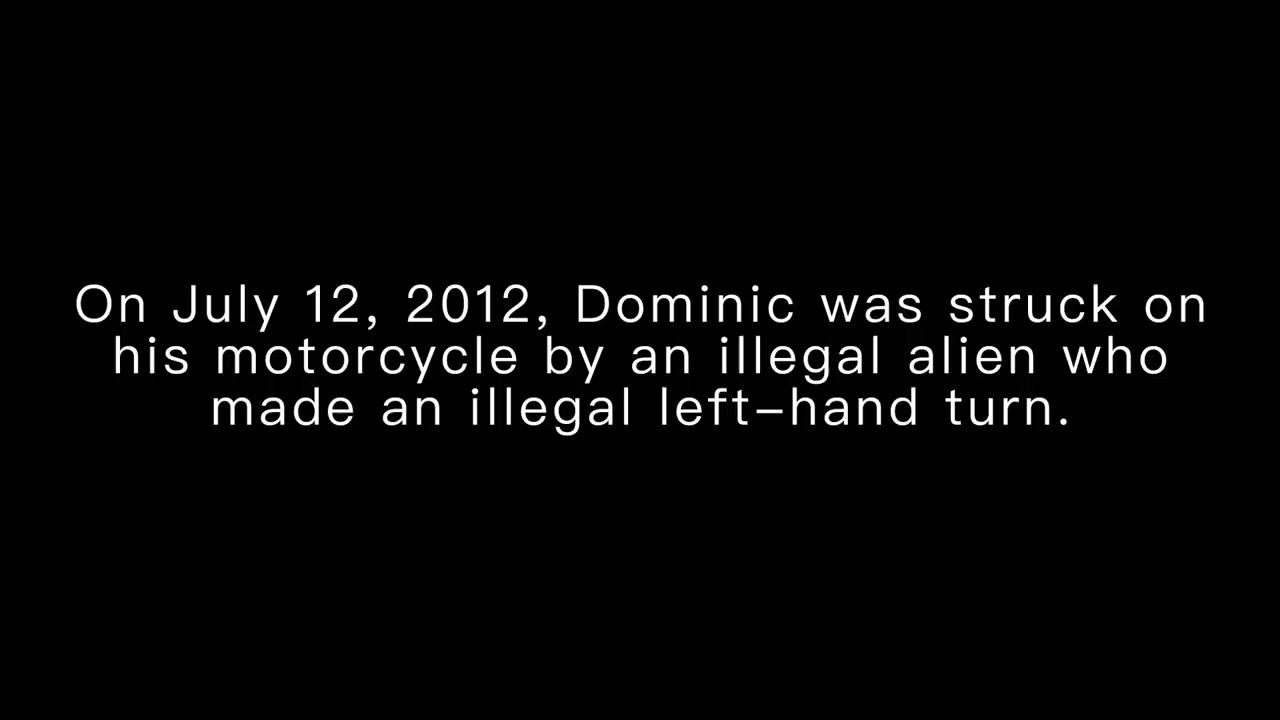 On July 12, 2012, Dominic was struck on
his motorcycle by an illegal alien who
made an illegal left-hand turn.